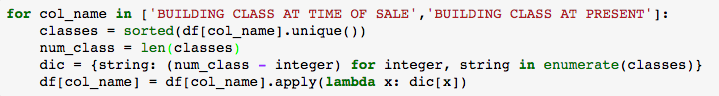 for col_name in ['BUILDING CLASS AT TIME OF SALE','BUILDING CLASS AT PRESENT']:
    classes = sorted(df[col_name].unique())
    num_class = len(classes)
    dic = {string: (num_class - integer) for integer, string in enumerate(classes)}
    df[col_name] = df[col_name].apply(lambda x: dic[x])